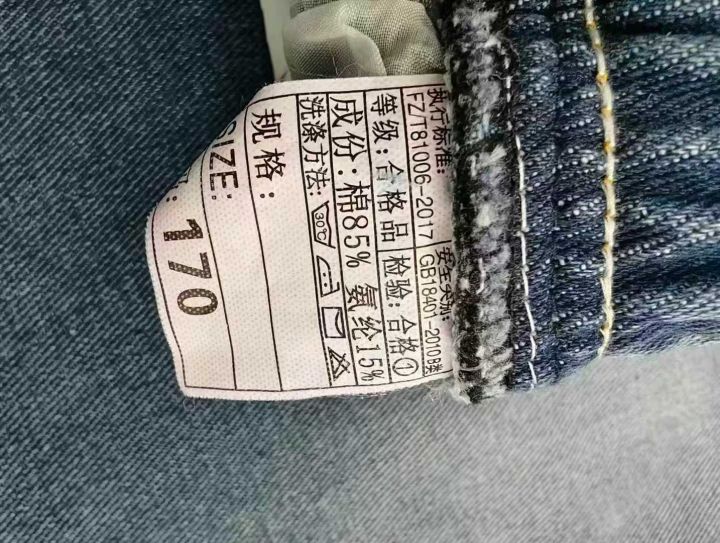 执行标准: 安全类别:
FZ/T81006-2017 GB18401-2010B类
等级:合格品 检验:合格①
成份:棉85% 氨纶15%
洗涤方法: 30℃
规格:
SIZE:
170